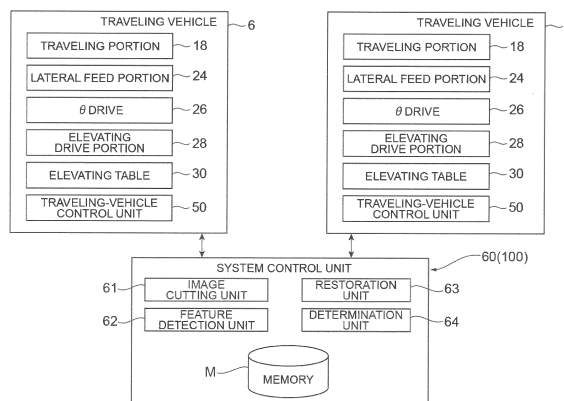 TRAVELING VEHICLE
6
TRAVELING PORTION
18
LATERAL FEED PORTION
24
θ DRIVE
26
ELEVATING
DRIVE PORTION
28
ELEVATING TABLE
30
TRAVELING-VEHICLE
CONTROL UNIT
50
TRAVELING VEHICLE
TRAVELING PORTION
18
LATERAL FEED PORTION
24
θ DRIVE
26
ELEVATING
DRIVE PORTION
28
ELEVATING TABLE
30
TRAVELING-VEHICLE
CONTROL UNIT
50
SYSTEM CONTROL UNIT
60(100)
61
IMAGE
CUTTING UNIT
RESTORATION
UNIT
63
62
FEATURE
DETECTION UNIT
DETERMINATION
UNIT
64
M
MEMORY